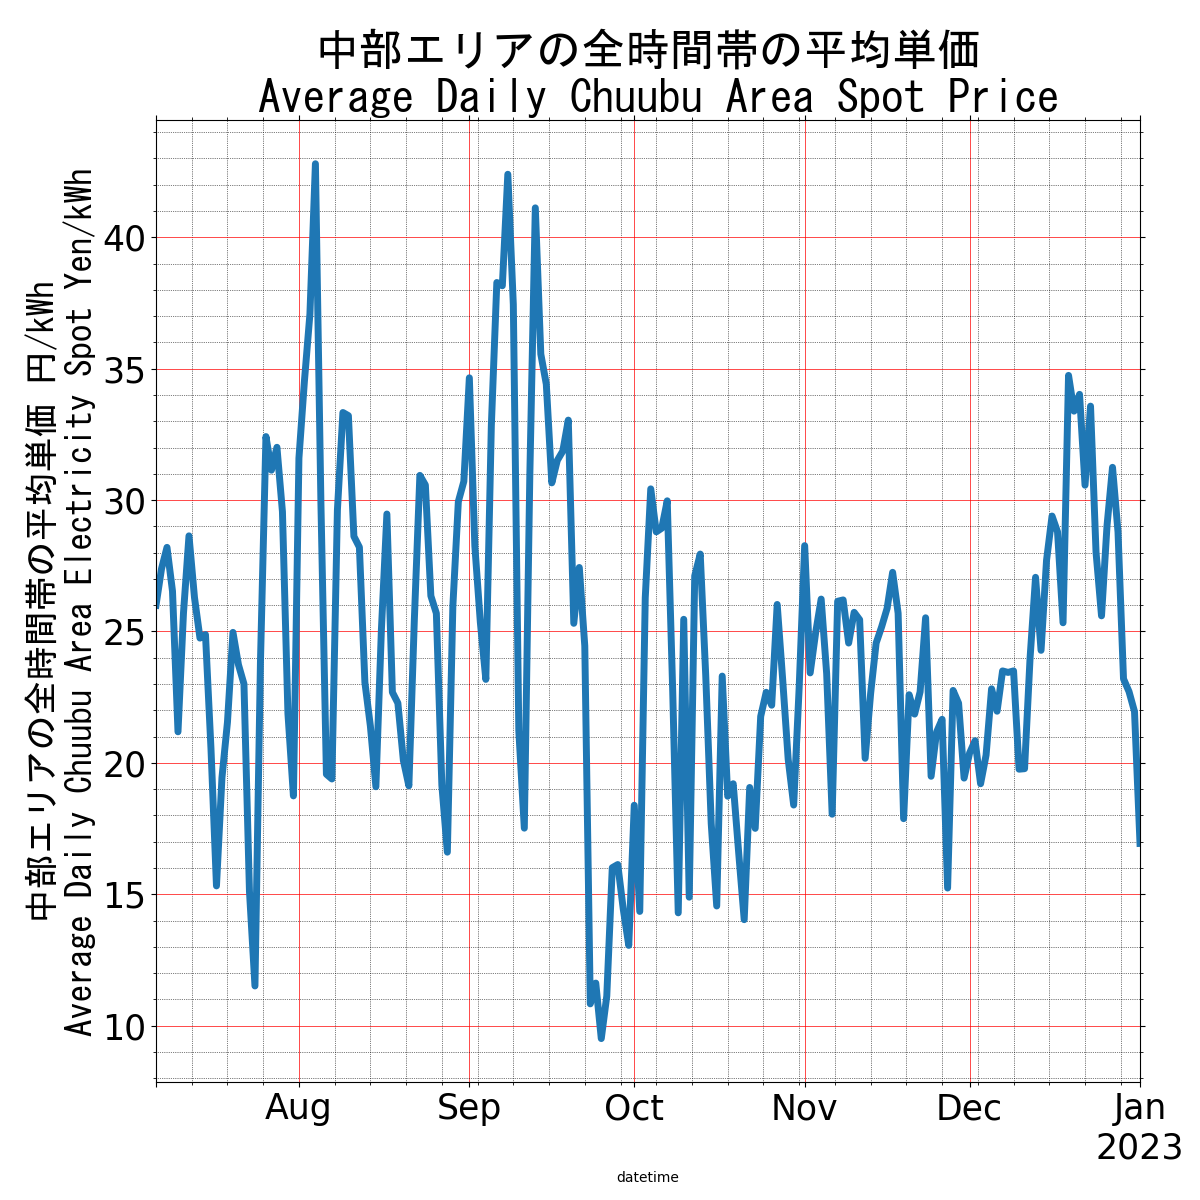 中部エリアの全時間帯の平均単価
Average Daily Chuubu Area Spot Price
中部エリアの全時間帯の平均単価 円/kWh
Average Daily Chuubu Area Area Electricity Spot Yen/kWh
40
35
30
25
20
15
10
Aug Sep Oct Nov Dec Jan
2023
datetime